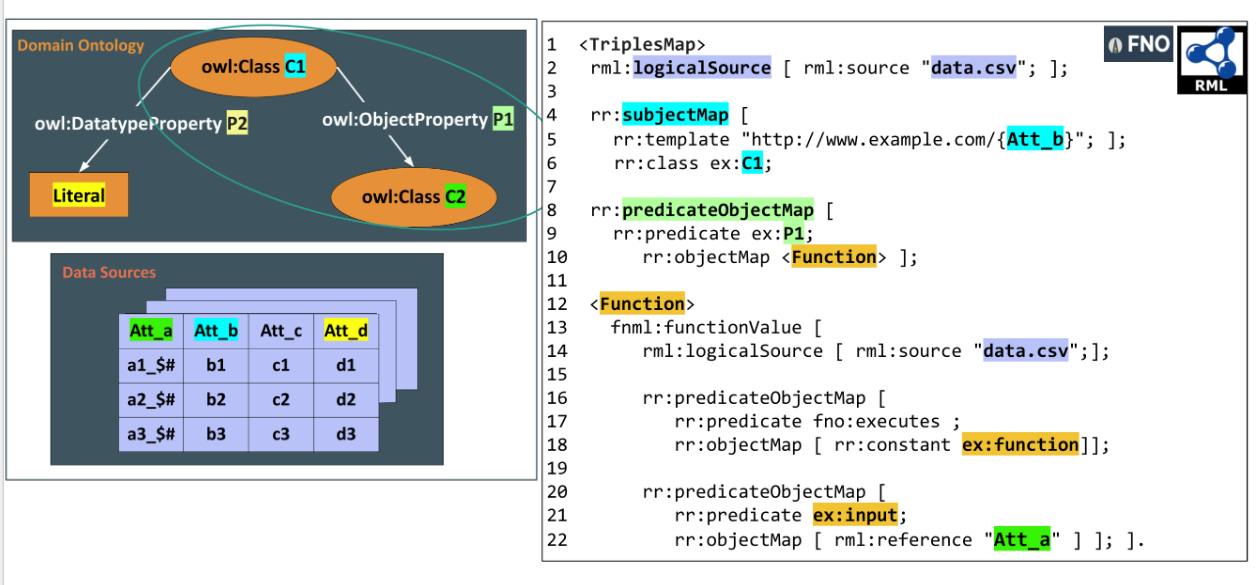 Domain Ontology
owl:Class C1
owl:DatatypeProperty P2
owl:ObjectProperty P1
Literal
owl:Class C2
Data Sources
Att_a Att_b Att_c Att_d
a1_$# b1 c1 d1
a2_$# b2 c2 d2
a3_$# b3 c3 d3
FNO
RML
1 <TriplesMap>
2 rml:logicalSource [ rml:source "data.csv"; ];
3
4 rr:subjectMap [
5 rr:template "http://www.example.com/{Att_b}"; ];
6 rr:class ex:C1;
7
8 rr:predicateObjectMap [
9 rr:predicate ex:P1;
10 rr:objectMap <Function> ];
11
12 <Function>
13 fnml:functionValue [
14 rml:logicalSource [ rml:source "data.csv";];
15
16 rr:predicateObjectMap [
17 rr:predicate fno:executes ;
18 rr:objectMap [ rr:constant ex:function]];
19
20 rr:predicateObjectMap [
21 rr:predicate ex:input;
22 rr:objectMap [ rml:reference "Att_a" ] ]; ].